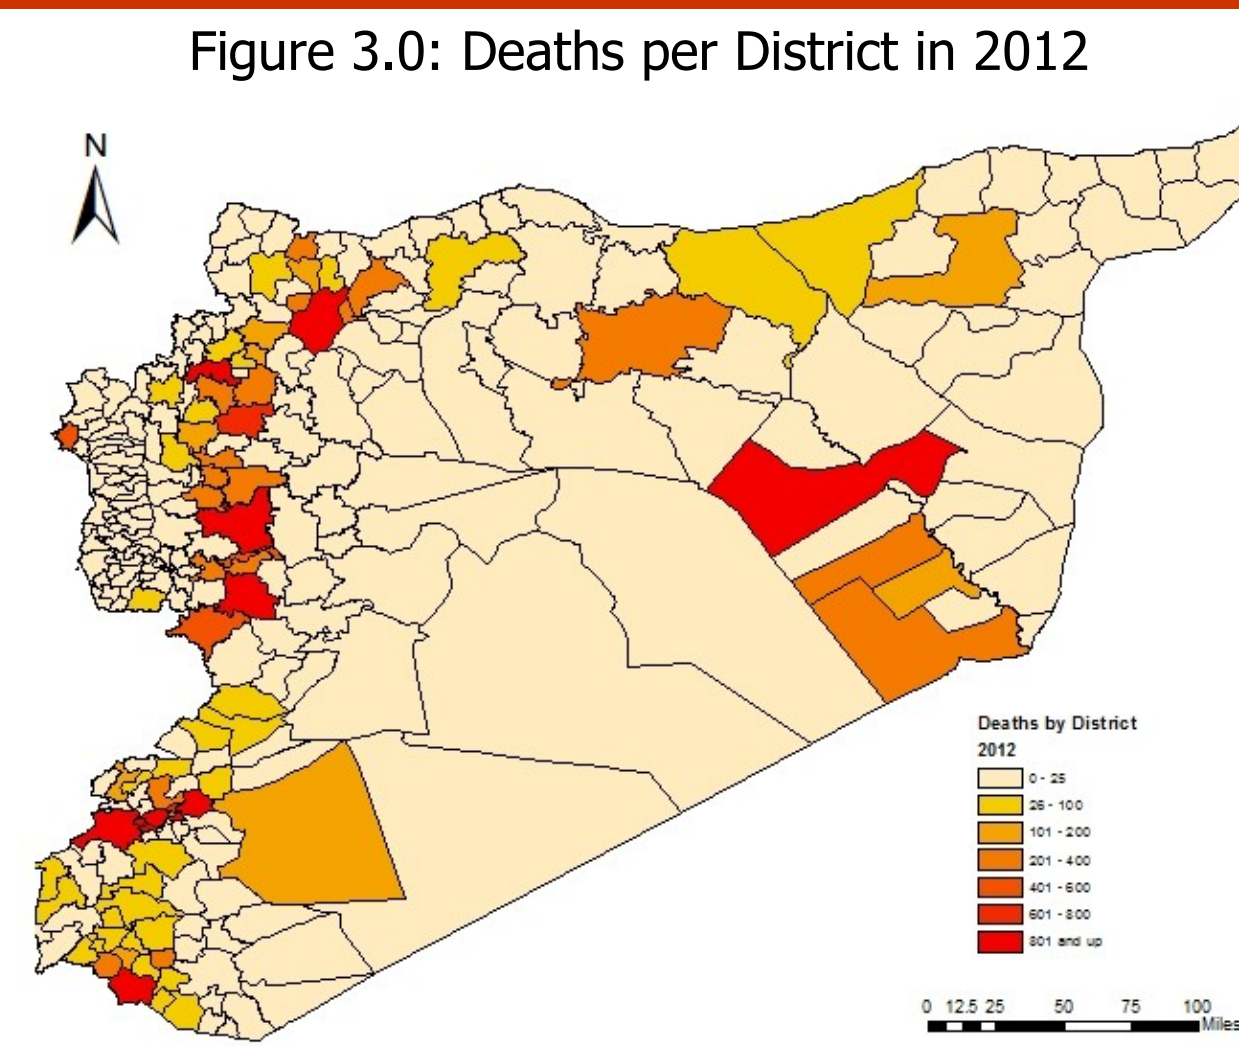 Figure 3.0: Deaths per District in 2012
N
Deaths by District
2012
0 - 25
26 - 100
101 - 200
201 - 400
401 - 600
601 - 800
801 and up
0 12.5 25 50 75 100
Miles